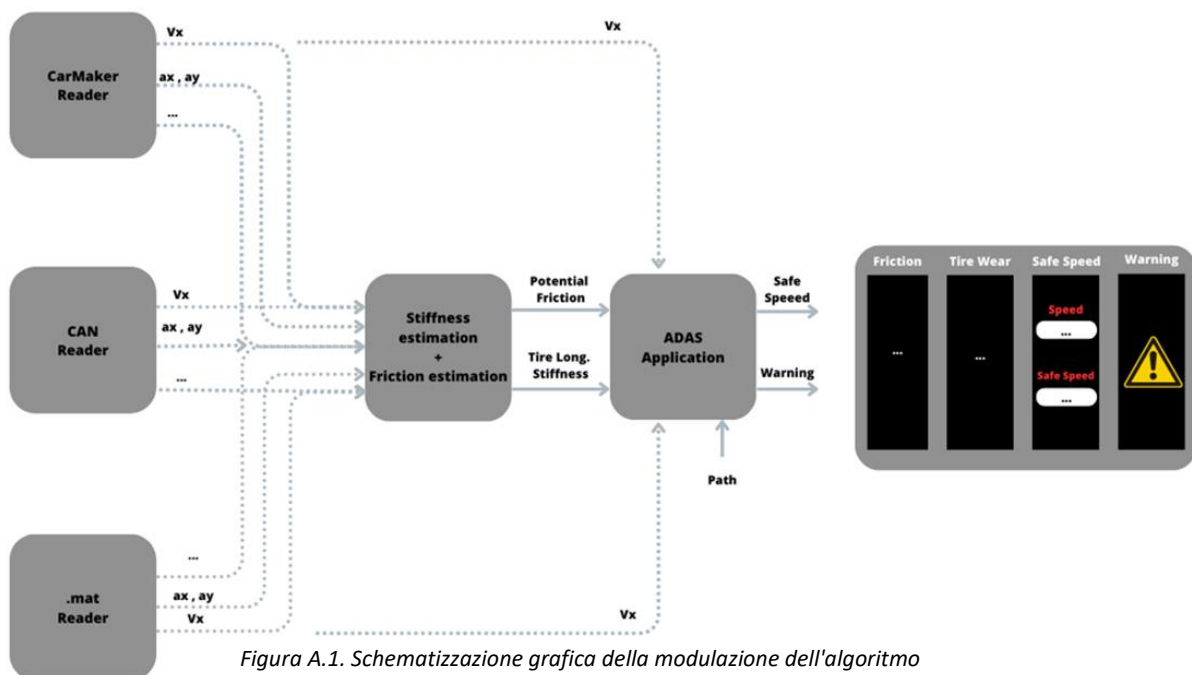 Vx
CarMaker
Reader
ax , ay
...
Vx
CAN
Reader
Vx
ax , ay
...
Stiffness
estimation
+
Friction estimation
Potential
Friction
Tire Long.
Stiffness
ADAS
Application
Safe
Speeed
Warning
Path
Friction
Tire Wear
Safe Speed
Warning
...
...
Speed
...
Safe Speed
...
.mat
Reader
...
ax , ay
Vx
Vx
Figura A.1. Schematizzazione grafica della modulazione dell'algoritmo